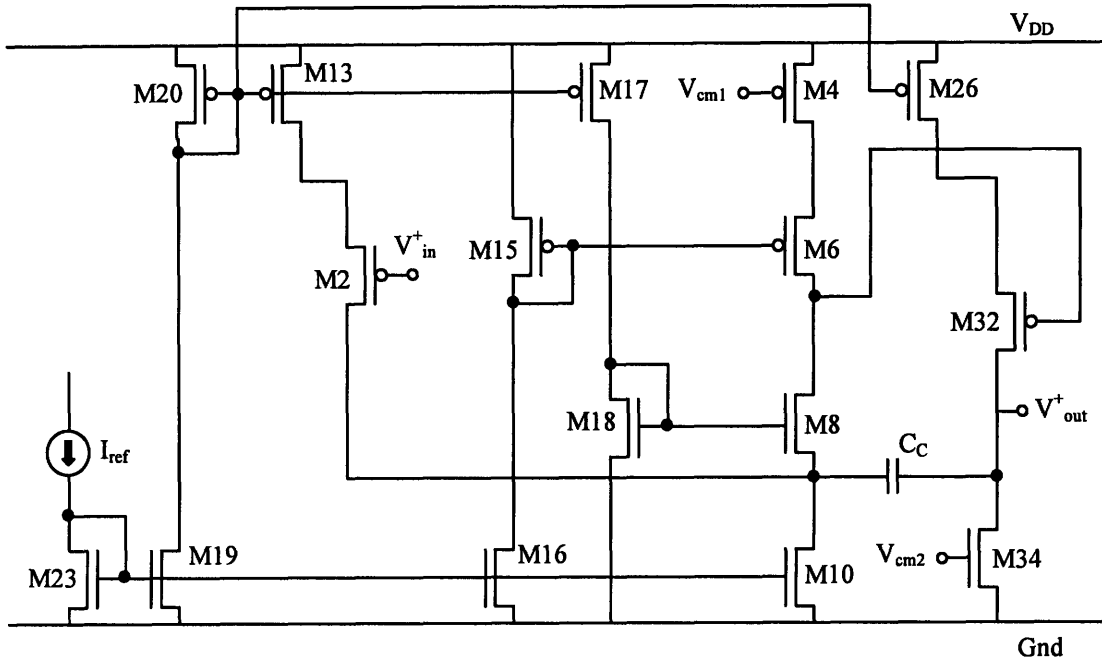 V_DD
M20
M13
M17
V_cm1
M4
M26
M15
V^+_in
M6
M2
M32
M18
M8
V^+_out
I_ref
C_C
M23
M19
M16
M10
V_cm2
M34
Gnd